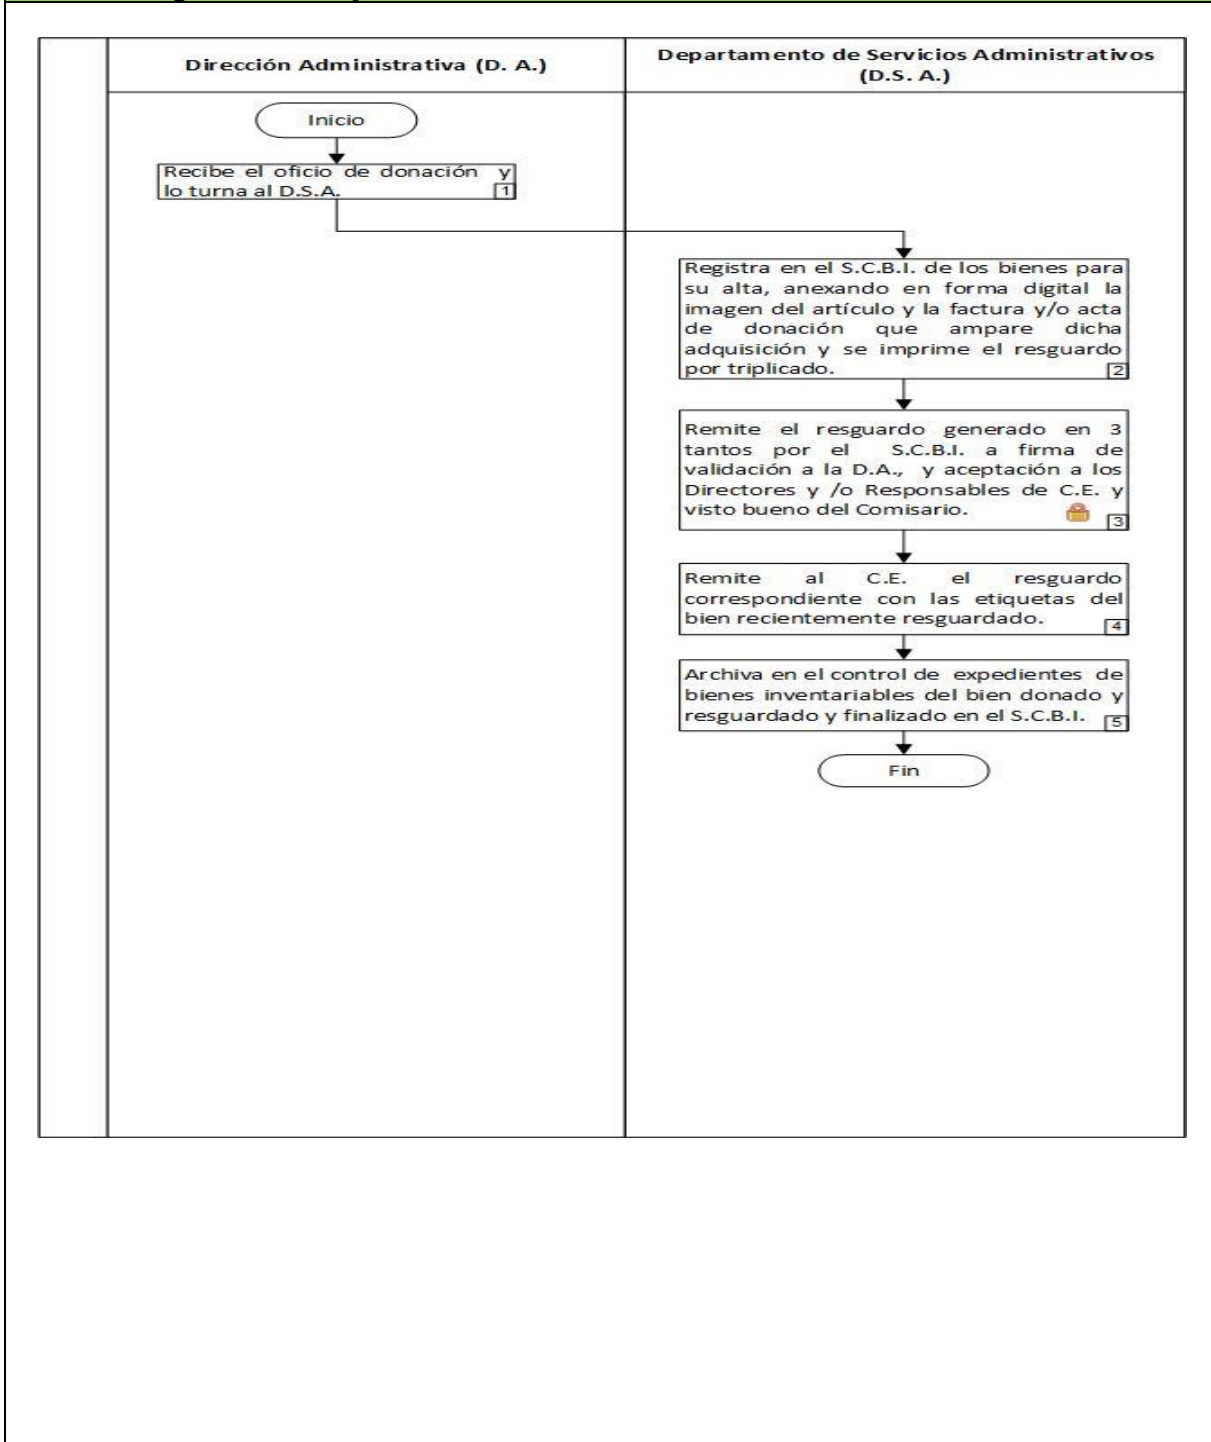 Dirección Administrativa (D. A.)
Departamento de Servicios Administrativos
(D.S. A.)
Inicio
Recibe el oficio de donación y
lo turna al D.S.A.
1
Registra en el S.C.B.I. de los bienes para
su alta, anexando en forma digital la
imagen del artículo y la factura y/o acta
de donación que ampare dicha
adquisición y se imprime el resguardo
por triplicado.
2
Remite el resguardo generado en 3
tantos por el S.C.B.I. a firma de
validación a la D.A., y aceptación a los
Directores y /o Responsables de C.E. y
visto bueno del Comisario.
3
Remite al C.E. el resguardo
correspondiente con las etiquetas del
bien recientemente resguardado.
4
Archiva en el control de expedientes de
bienes inventariables del bien donado y
resguardado y finalizado en el S.C.B.I.
5
Fin